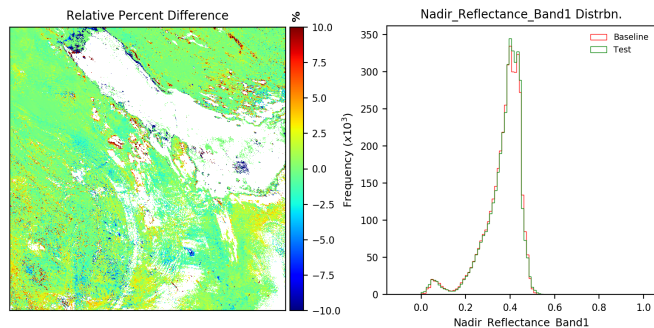 Relative Percent Difference
%
10.0
7.5
5.0
2.5
0.0
−2.5
−5.0
−7.5
−10.0
Nadir_Reflectance_Band1 Distrbn.
Baseline
Test
Frequency (x10³)
350
300
250
200
150
100
50
0
0.0 0.2 0.4 0.6 0.8 1.0
Nadir_Reflectance_Band1